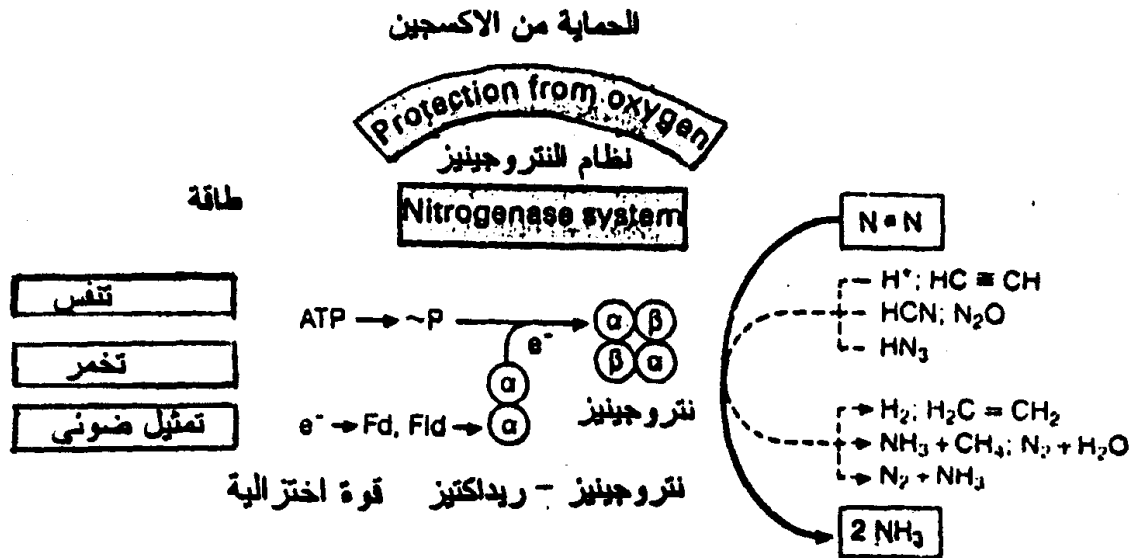 الحماية من الاكسجين
Protection from oxygen
نظام النتروجينيز
Nitrogenase system
طاقة
تنفس
تخمر
تمثيل ضوئى
ATP → ~P
e⁻
α β
β α
α
α
e⁻ → Fd, Fld
نتروجينيز
نتروجينيز - ريداكتيز قوة اختزالية
N ≡ N
H⁺; HC ≡ CH
HCN; N₂O
HN₃
H₂; H₂C = CH₂
NH₃ + CH₄; N₂ + H₂O
N₂ + NH₃
2 NH₃